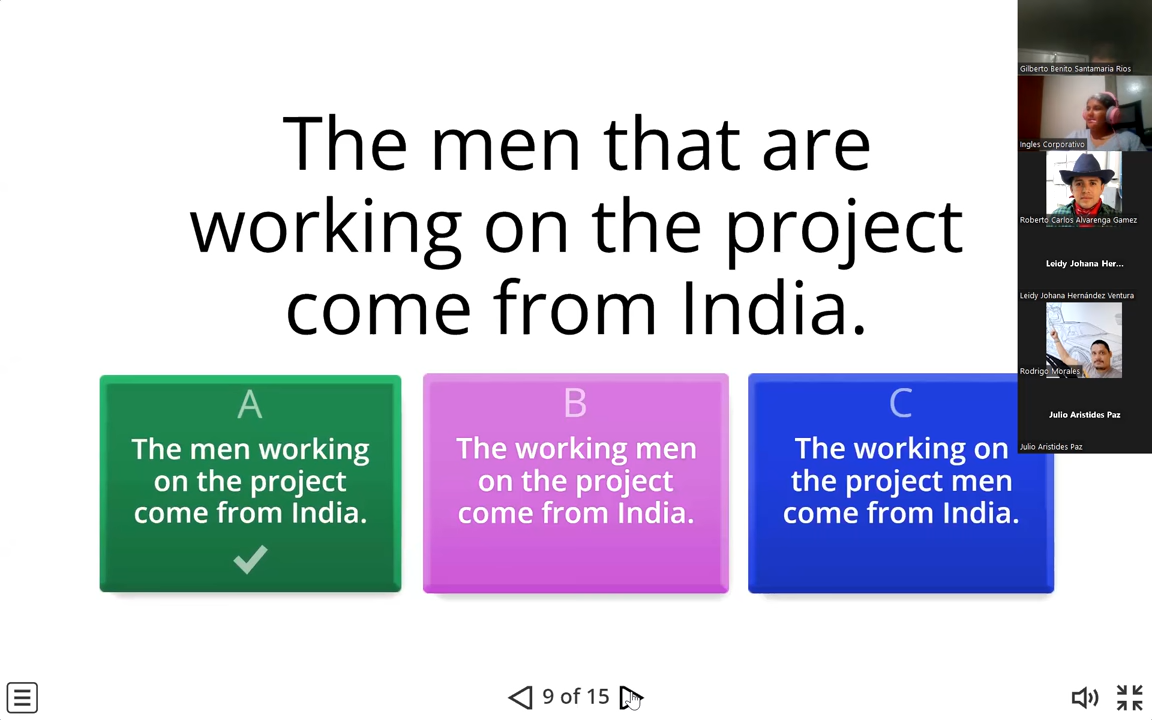 The men that are
working on the project
come from India.
A
The men working
on the project
come from India.
B
The working men
on the project
come from India.
C
The working on
the project men
come from India.
9 of 15
Gilberto Benito Santamaria Rios
Ingles Corporativo
Roberto Carlos Alvarenga Gamez
Leidy Johana Her...
Leidy Johana Hernández Ventura
Rodrigo Morales
Julio Aristides Paz
Julio Aristides Paz